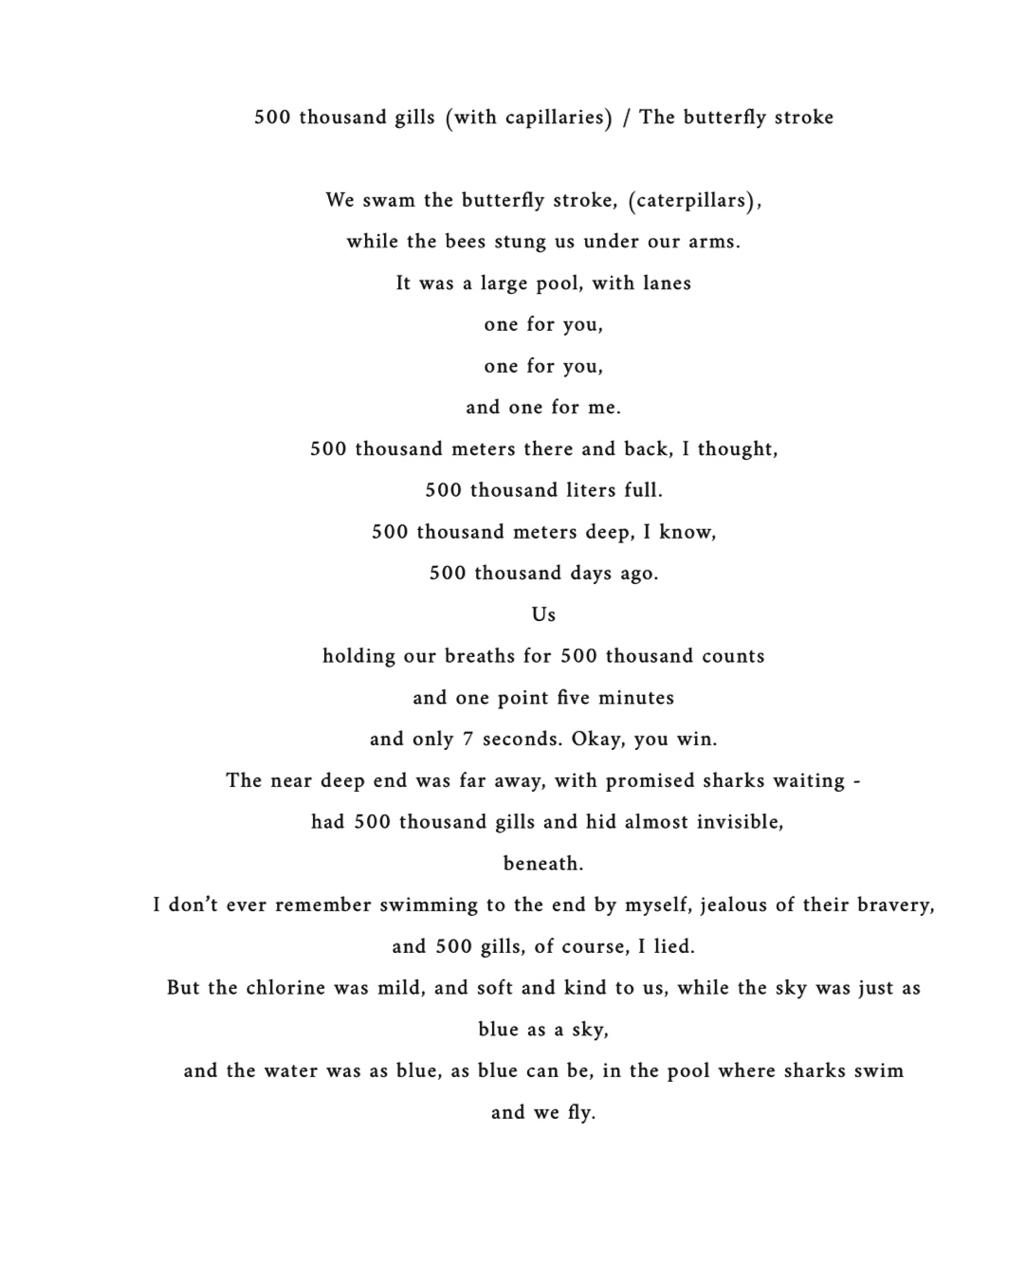 500 thousand gills (with capillaries) / The butterfly stroke
We swam the butterfly stroke, (caterpillars),
while the bees stung us under our arms.
It was a large pool, with lanes
one for you,
one for you,
and one for me.
500 thousand meters there and back, I thought,
500 thousand liters full.
500 thousand meters deep, I know,
500 thousand days ago.
Us
holding our breaths for 500 thousand counts
and one point five minutes
and only 7 seconds. Okay, you win.
The near deep end was far away, with promised sharks waiting -
had 500 thousand gills and hid almost invisible,
beneath.
I don’t ever remember swimming to the end by myself, jealous of their bravery,
and 500 gills, of course, I lied.
But the chlorine was mild, and soft and kind to us, while the sky was just as
blue as a sky,
and the water was as blue, as blue can be, in the pool where sharks swim
and we fly.